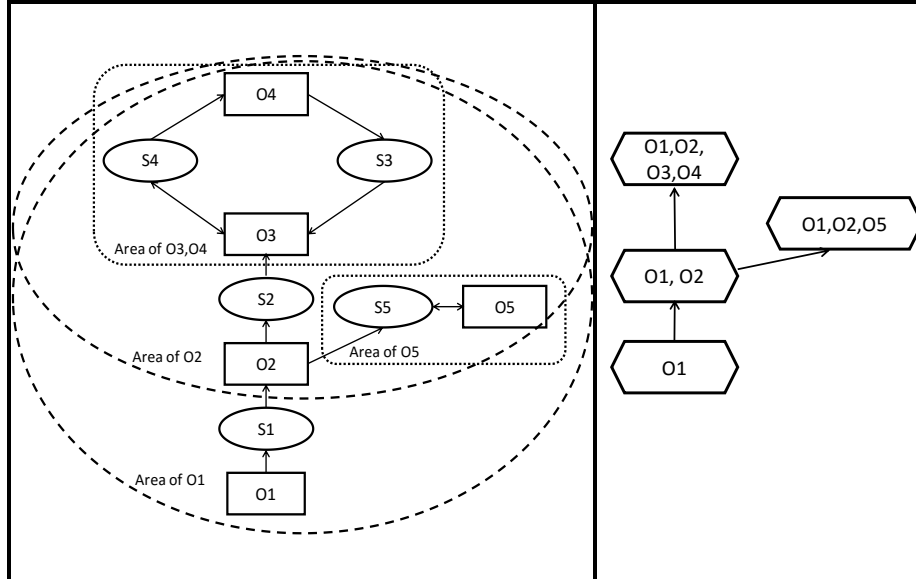 O4
S4
S3
O3
Area of O3,O4
S2
S5
O5
Area of O2
O2
Area of O5
S1
Area of O1
O1
O1,O2,
O3,O4
O1,O2,O5
O1, O2
O1